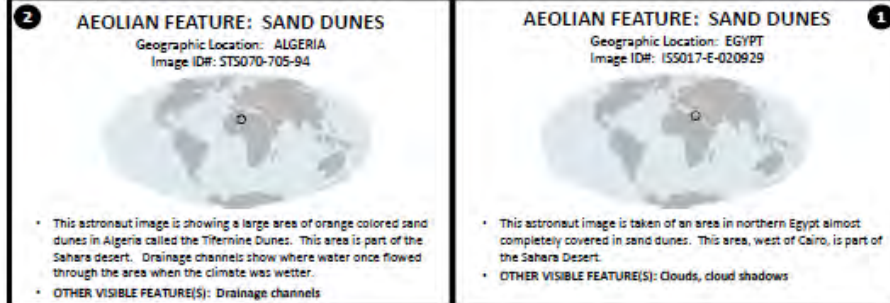 2
AEOLIAN FEATURE: SAND DUNES
Geographic Location: ALGERIA
Image ID#: STS070-705-94
• This astronaut image is showing a large area of orange colored sand
dunes in Algeria called the Tifernine Dunes. This area is part of the
Sahara desert. Drainage channels show where water once flowed
through the area when the climate was wetter.
• OTHER VISIBLE FEATURE(S): Drainage channels
1
AEOLIAN FEATURE: SAND DUNES
Geographic Location: EGYPT
Image ID#: ISS017-E-020929
• This astronaut image is taken of an area in northern Egypt almost
completely covered in sand dunes. This area, west of Cairo, is part of
the Sahara Desert.
• OTHER VISIBLE FEATURE(S): Clouds, cloud shadows